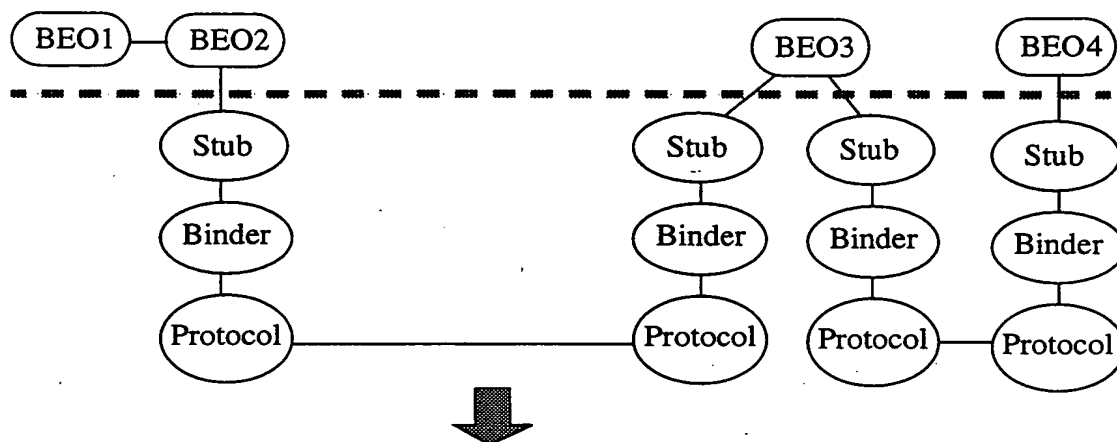 BEO1 BEO2 BEO3 BEO4
Stub Stub Stub Stub
Binder Binder Binder Binder
Protocol Protocol Protocol Protocol